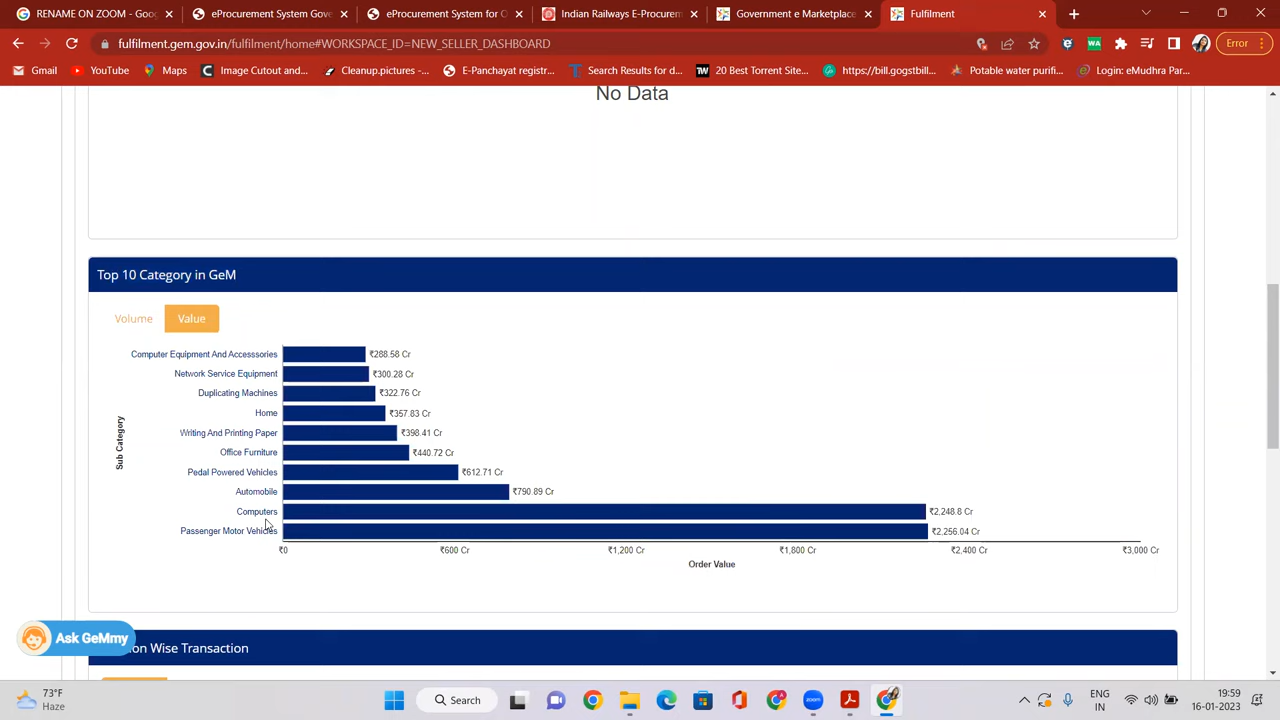 RENAME ON ZOOM - Goo
eProcurement System Gover
eProcurement System for C
Indian Railways E-Procurem
Government e Marketplace
Fulfilment
fulfilment.gem.gov.in/fulfilment/home#WORKSPACE_ID=NEW_SELLER_DASHBOARD
Error
Gmail
YouTube
Maps
Image Cutout and...
Cleanup.pictures -...
E-Panchayat registr...
Search Results for d...
20 Best Torrent Site...
https://bill.gogstbill...
Potable water purifi...
Login: eMudhra Par...
No Data
Top 10 Category in GeM
Volume
Value
Computer Equipment And Accesssories ₹288.58 Cr
Network Service Equipment ₹300.28 Cr
Duplicating Machines ₹322.76 Cr
Home ₹357.83 Cr
Writing And Printing Paper ₹398.41 Cr
Office Furniture ₹440.72 Cr
Pedal Powered Vehicles ₹612.71 Cr
Automobile ₹790.89 Cr
Computers ₹2,248.8 Cr
Passenger Motor Vehicles ₹2,256.04 Cr
Sub Category
₹0 ₹600 Cr ₹1,200 Cr ₹1,800 Cr ₹2,400 Cr ₹3,000 Cr
Order Value
Ask GeMmy
on Wise Transaction
73°F
Haze
Search
ENG
IN
19:59
16-01-2023